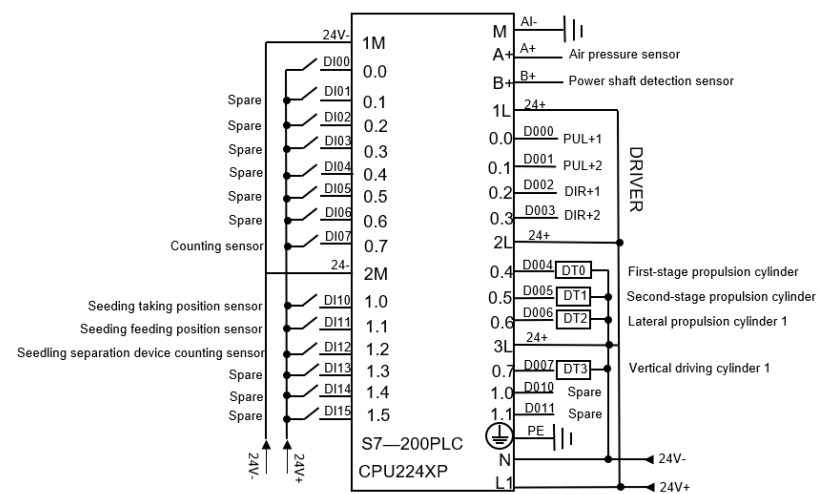 24V- 1M M AI-
DI00 0.0 A+ A+ Air pressure sensor
Spare DI01 0.1 B+ B+ Power shaft detection sensor
Spare DI02 0.2 1L 24+
Spare DI03 0.3 0.0 D000 PUL+1
Spare DI04 0.4 0.1 D001 PUL+2
Spare DI05 0.5 0.2 D002 DIR+1
Spare DI06 0.6 0.3 D003 DIR+2
DRIVER
Counting sensor DI07 0.7 2L 24+
24- 2M 0.4 D004 DT0 First-stage propulsion cylinder
Seeding taking position sensor DI10 1.0 0.5 D005 DT1 Second-stage propulsion cylinder
Seeding feeding position sensor DI11 1.1 0.6 D006 DT2 Lateral propulsion cylinder 1
Seedling separation device counting sensor DI12 1.2 3L 24+
Spare DI13 1.3 0.7 D007 DT3 Vertical driving cylinder 1
Spare DI14 1.4 1.0 D010 Spare
Spare DI15 1.5 1.1 D011 Spare
PE
24V- 24V+
S7—200PLC
CPU224XP
N 24V-
L1 24V+